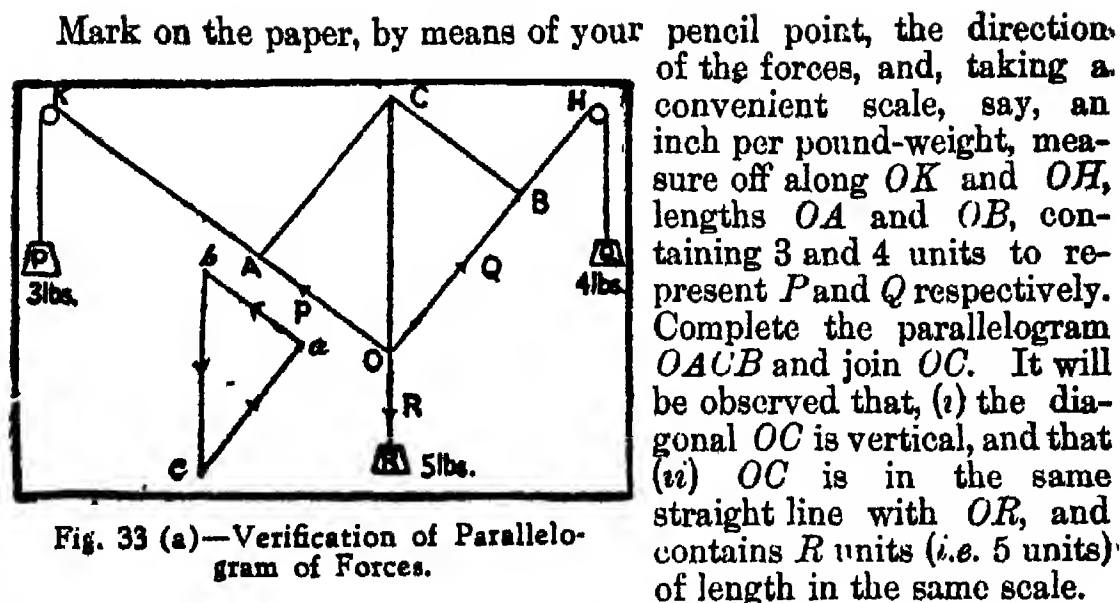 Mark on the paper, by means of your pencil point, the direction
of the forces, and, taking a
convenient scale, say, an
inch per pound-weight, mea-
sure off along OK and OH,
lengths OA and OB, con-
taining 3 and 4 units to re-
present P and Q respectively.
Complete the parallelogram
OACB and join OC. It will
be observed that, (i) the dia-
gonal OC is vertical, and that
(ii) OC is in the same
straight line with OR, and
contains R units (i.e. 5 units)
of length in the same scale.
K
C
H
B
b
A
Q
P
3lbs.
Q
4lbs.
P
a
O
R
c
R
5lbs.
Fig. 33 (a)—Verification of Parallelo-
gram of Forces.